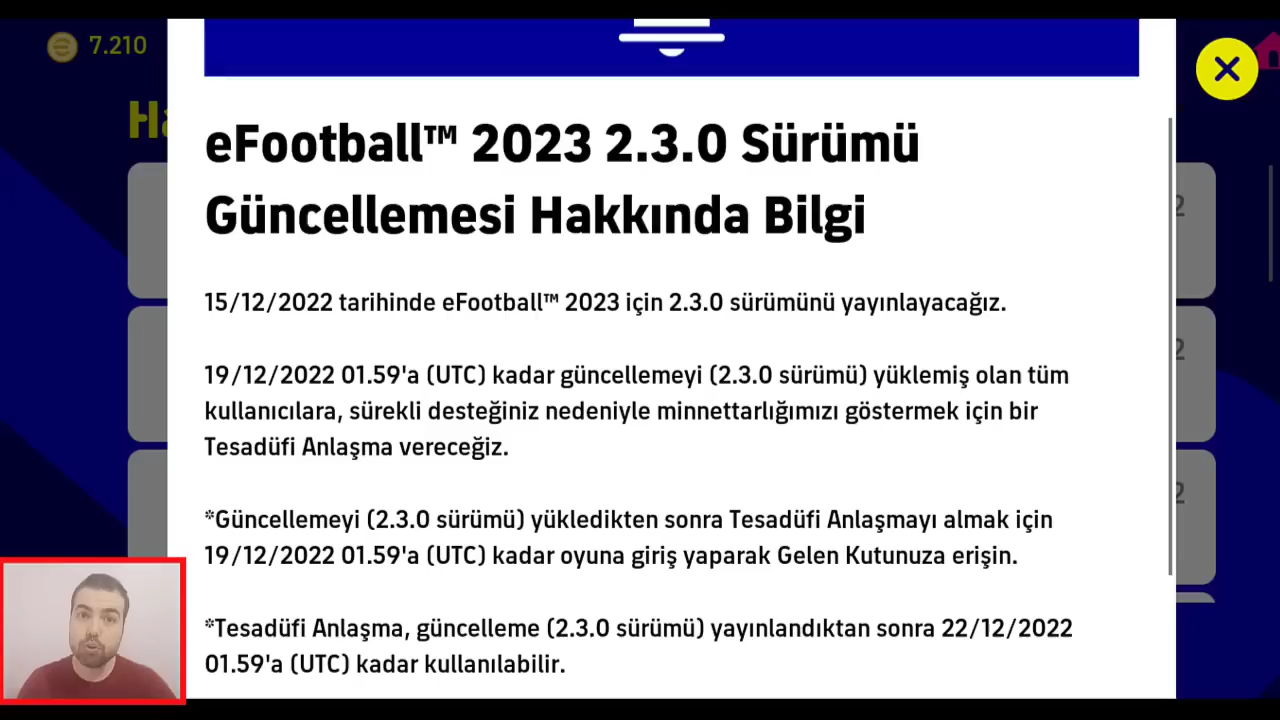 7.210
Ha
eFootball™ 2023 2.3.0 Sürümü
Güncellemesi Hakkında Bilgi
15/12/2022 tarihinde eFootball™ 2023 için 2.3.0 sürümünü yayınlayacağız.
19/12/2022 01.59'a (UTC) kadar güncellemeyi (2.3.0 sürümü) yüklemiş olan tüm
kullanıcılara, sürekli desteğiniz nedeniyle minnettarlığımızı göstermek için bir
Tesadüfi Anlaşma vereceğiz.
*Güncellemeyi (2.3.0 sürümü) yükledikten sonra Tesadüfi Anlaşmayı almak için
19/12/2022 01.59'a (UTC) kadar oyuna giriş yaparak Gelen Kutunuza erişin.
*Tesadüfi Anlaşma, güncelleme (2.3.0 sürümü) yayınlandıktan sonra 22/12/2022
01.59'a (UTC) kadar kullanılabilir.
2
2
2